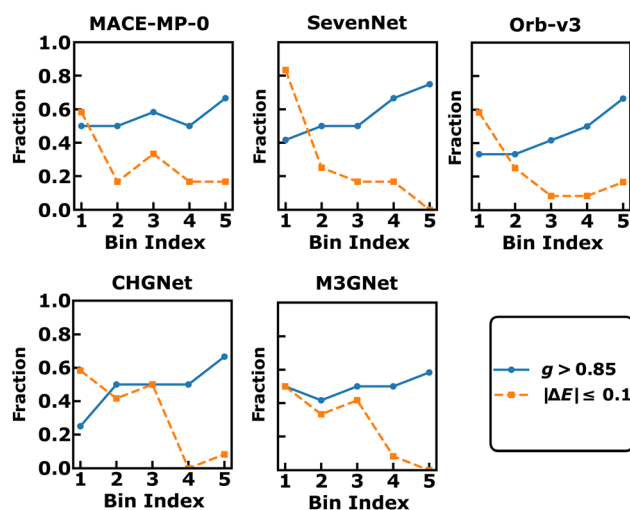 MACE-MP-0
SevenNet
Orb-v3
Fraction
1.0
0.8
0.6
0.4
0.2
0.0
1 2 3 4 5
Bin Index
Fraction
1 2 3 4 5
Bin Index
Fraction
1 2 3 4 5
Bin Index
CHGNet
M3GNet
Fraction
1.0
0.8
0.6
0.4
0.2
0.0
1 2 3 4 5
Bin Index
Fraction
1 2 3 4 5
Bin Index
g > 0.85
|ΔE| ≤ 0.1